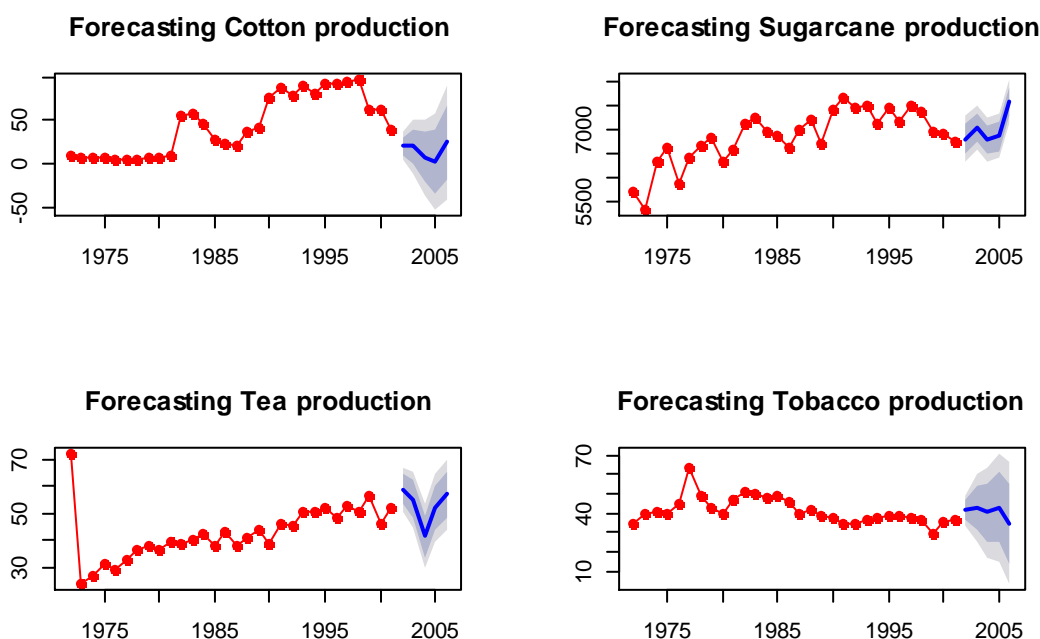 Forecasting Cotton production
50
0
-50
1975 1985 1995 2005
Forecasting Sugarcane production
7000
5500
1975 1985 1995 2005
Forecasting Tea production
70
50
30
1975 1985 1995 2005
Forecasting Tobacco production
70
40
10
1975 1985 1995 2005